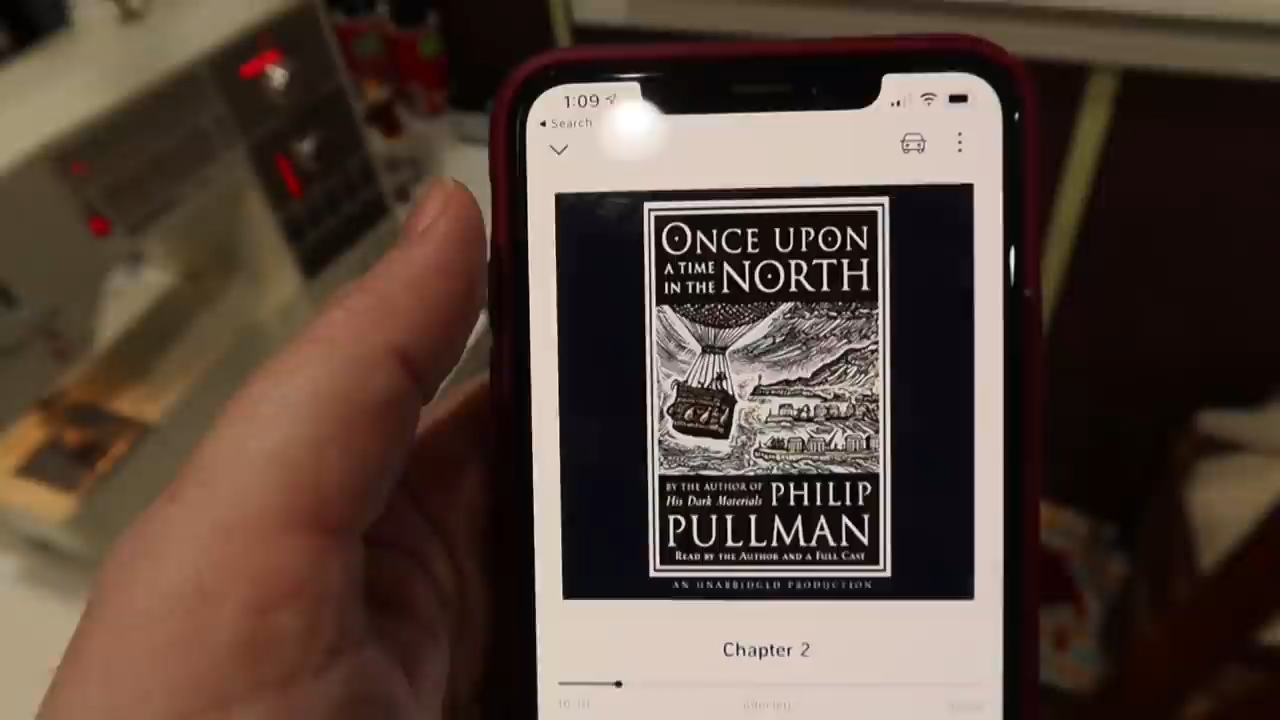 1:09
Search
ONCE UPON
A TIME
IN THE NORTH
BY THE AUTHOR OF
His Dark Materials PHILIP
PULLMAN
READ BY THE AUTHOR AND A FULL CAST
AN UNABRIDGED PRODUCTION
Chapter 2